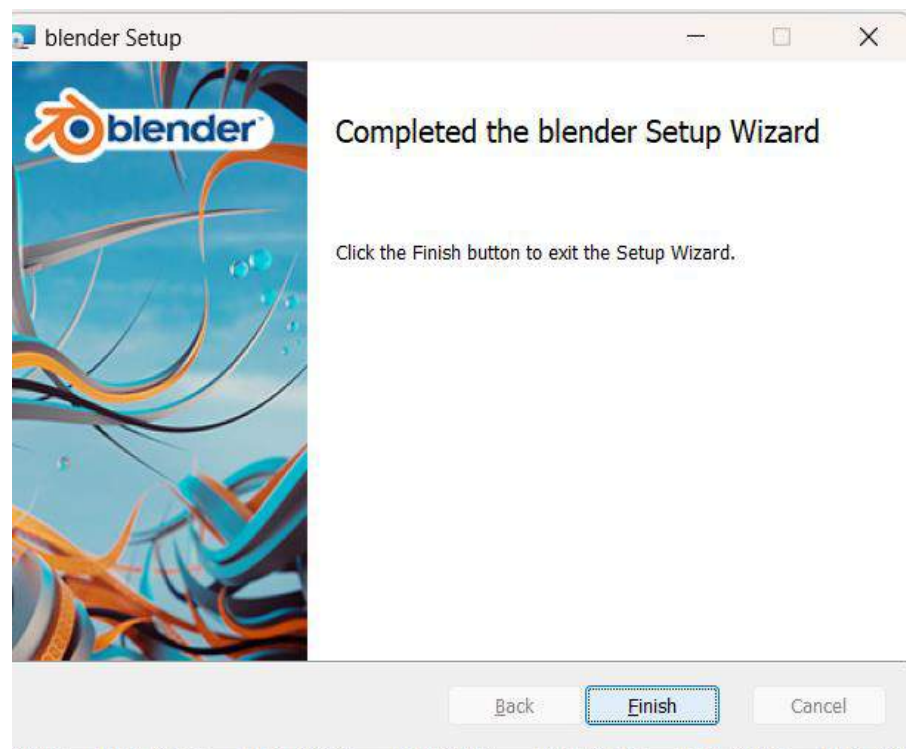 blender Setup
blender
Completed the blender Setup Wizard
Click the Finish button to exit the Setup Wizard.
Back
Finish
Cancel